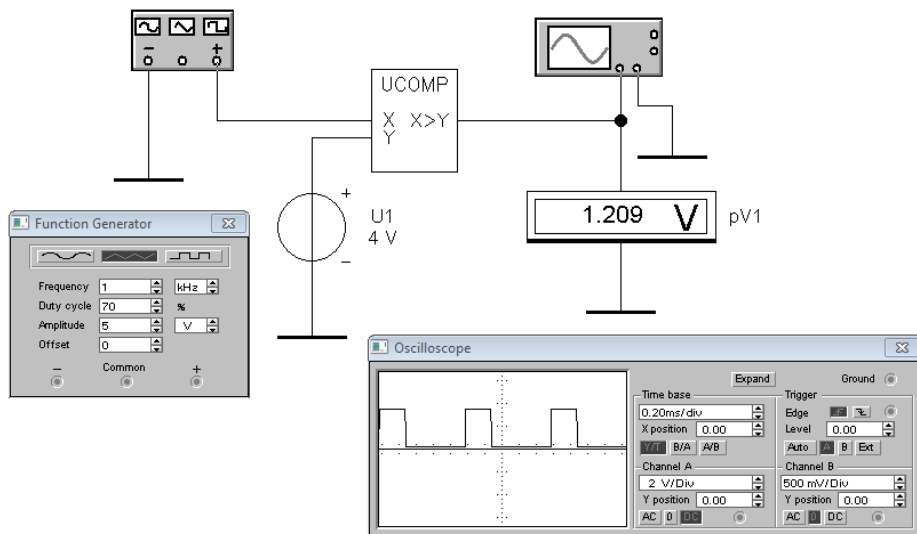 − +
UCOMP
X X>Y
Y
+
U1
4 V
−
1.209 V
pV1
Function Generator
Frequency 1 kHz
Duty cycle 70 %
Amplitude 5 V
Offset 0
− Common +
Oscilloscope
Expand Ground
Time base
0.20ms/div
X position 0.00
Y/T B/A A/B
Trigger
Edge
Level 0.00
Auto A B Ext
Channel A
2 V/Div
Y position 0.00
AC 0 DC
Channel B
500 mV/Div
Y position 0.00
AC 0 DC